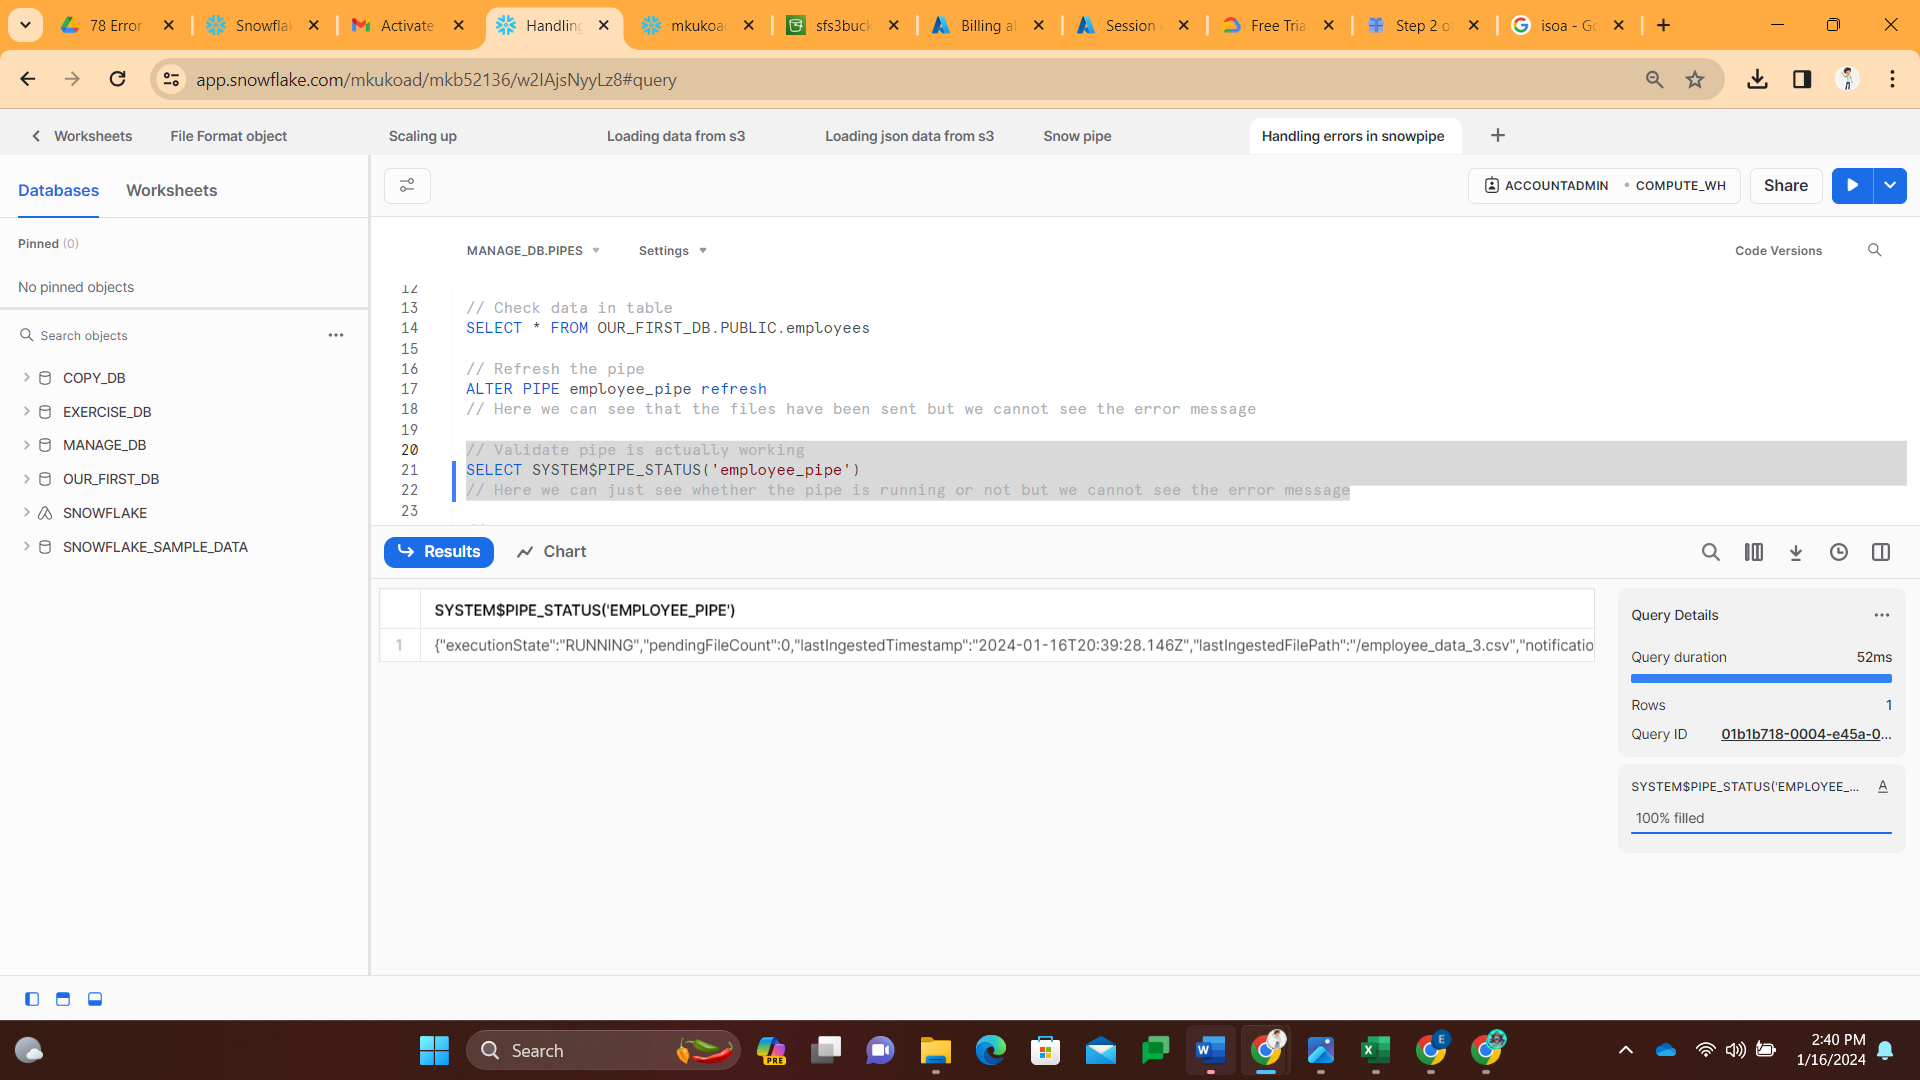 78 Error
Snowfla
Activate
Handling
mkukoa
sfs3buck
Billing al
Session
Free Tria
Step 2 o
isoa - Go
app.snowflake.com/mkukoad/mkb52136/w2IAjsNyyLz8#query
Worksheets
File Format object
Scaling up
Loading data from s3
Loading json data from s3
Snow pipe
Handling errors in snowpipe
Databases
Worksheets
ACCOUNTADMIN
COMPUTE_WH
Share
Pinned (0)
No pinned objects
Search objects
COPY_DB
EXERCISE_DB
MANAGE_DB
OUR_FIRST_DB
SNOWFLAKE
SNOWFLAKE_SAMPLE_DATA
MANAGE_DB.PIPES
Settings
Code Versions
12
13 // Check data in table
14 SELECT * FROM OUR_FIRST_DB.PUBLIC.employees
15
16 // Refresh the pipe
17 ALTER PIPE employee_pipe refresh
18 // Here we can see that the files have been sent but we cannot see the error message
19
20 // Validate pipe is actually working
21 SELECT SYSTEM$PIPE_STATUS('employee_pipe')
22 // Here we can just see whether the pipe is running or not but we cannot see the error message
23
Results
Chart
SYSTEM$PIPE_STATUS('EMPLOYEE_PIPE')
1 {"executionState":"RUNNING","pendingFileCount":0,"lastIngestedTimestamp":"2024-01-16T20:39:28.146Z","lastIngestedFilePath":"/employee_data_3.csv","notificatio
Query Details
Query duration 52ms
Rows 1
Query ID 01b1b718-0004-e45a-0...
SYSTEM$PIPE_STATUS('EMPLOYEE_... A
100% filled
Search
PRE
E
2:40 PM
1/16/2024